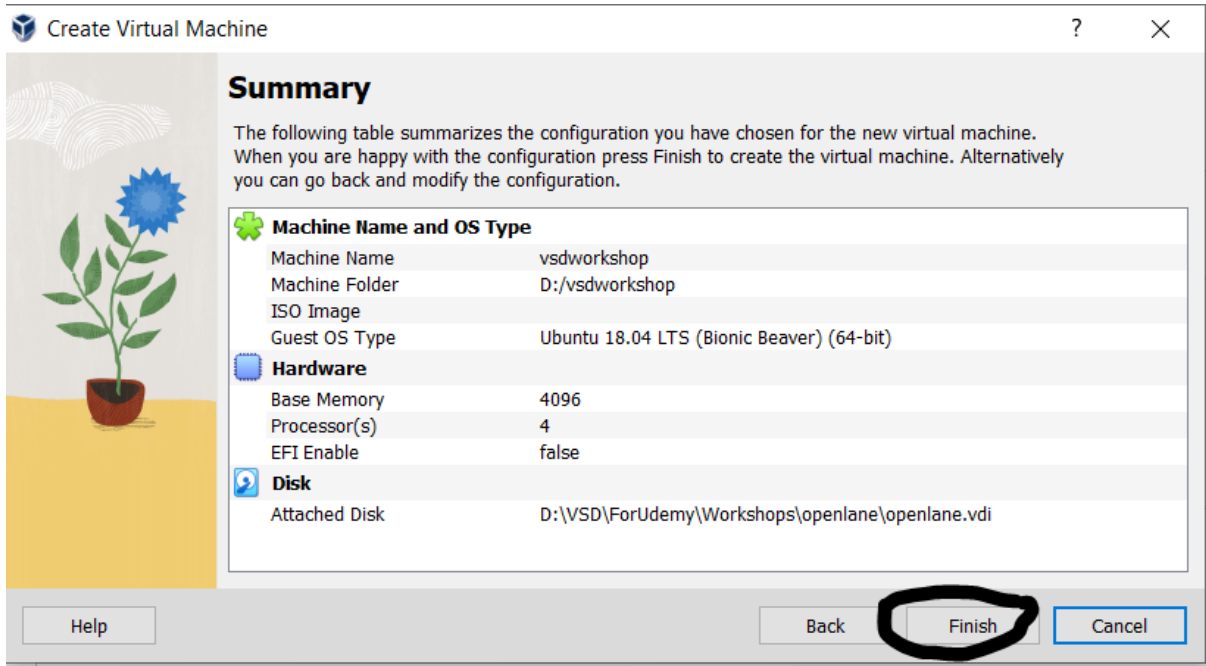 Create Virtual Machine
?
Summary
The following table summarizes the configuration you have chosen for the new virtual machine.
When you are happy with the configuration press Finish to create the virtual machine. Alternatively
you can go back and modify the configuration.
Machine Name and OS Type
Machine Name vsdworkshop
Machine Folder D:/vsdworkshop
ISO Image
Guest OS Type Ubuntu 18.04 LTS (Bionic Beaver) (64-bit)
Hardware
Base Memory 4096
Processor(s) 4
EFI Enable false
Disk
Attached Disk D:\VSD\ForUdemy\Workshops\openlane\openlane.vdi
Help Back Finish Cancel